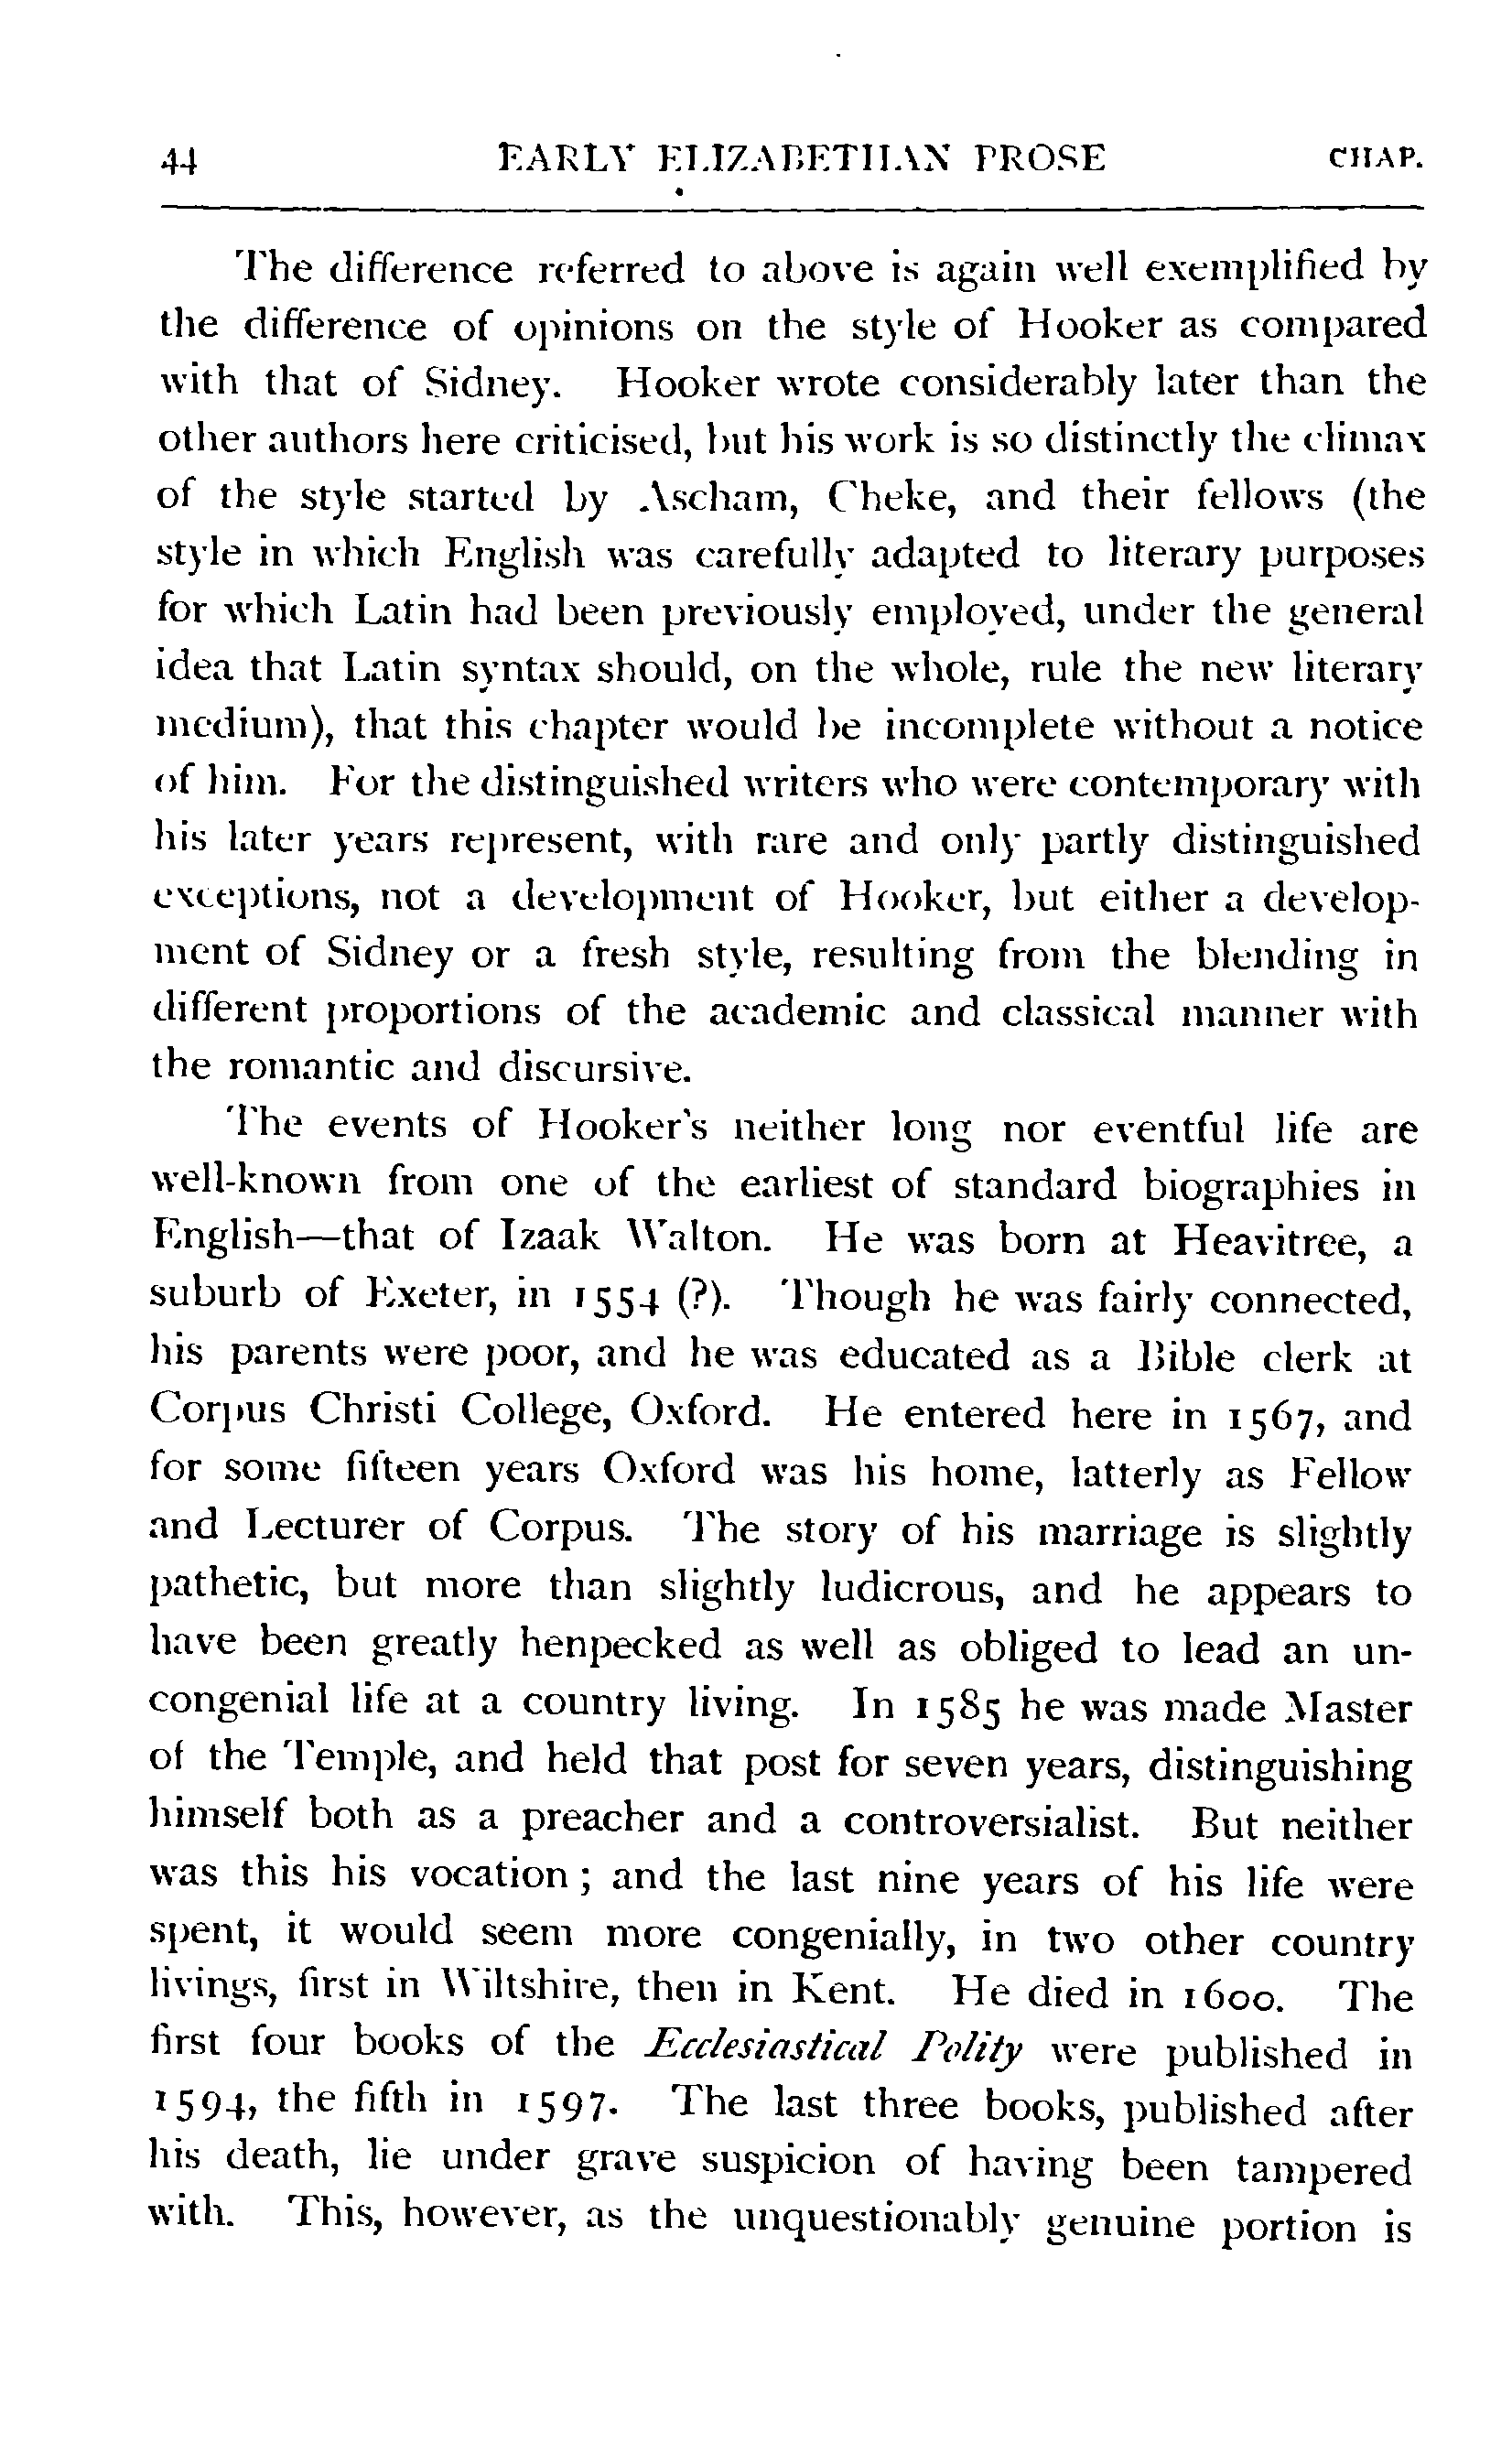 44 EARLY ELIZABETHAN PROSE CHAP.
The difference referred to above is again well exemplified by
the difference of opinions on the style of Hooker as compared
with that of Sidney. Hooker wrote considerably later than the
other authors here criticised, but his work is so distinctly the climax
of the style started by Ascham, Cheke, and their fellows (the
style in which English was carefully adapted to literary purposes
for which Latin had been previously employed, under the general
idea that Latin syntax should, on the whole, rule the new literary
medium), that this chapter would be incomplete without a notice
of him. For the distinguished writers who were contemporary with
his later years represent, with rare and only partly distinguished
exceptions, not a development of Hooker, but either a develop-
ment of Sidney or a fresh style, resulting from the blending in
different proportions of the academic and classical manner with
the romantic and discursive.
The events of Hooker's neither long nor eventful life are
well-known from one of the earliest of standard biographies in
English—that of Izaak Walton. He was born at Heavitree, a
suburb of Exeter, in 1554 (?). Though he was fairly connected,
his parents were poor, and he was educated as a Bible clerk at
Corpus Christi College, Oxford. He entered here in 1567, and
for some fifteen years Oxford was his home, latterly as Fellow
and Lecturer of Corpus. The story of his marriage is slightly
pathetic, but more than slightly ludicrous, and he appears to
have been greatly henpecked as well as obliged to lead an un-
congenial life at a country living. In 1585 he was made Master
of the Temple, and held that post for seven years, distinguishing
himself both as a preacher and a controversialist. But neither
was this his vocation; and the last nine years of his life were
spent, it would seem more congenially, in two other country
livings, first in Wiltshire, then in Kent. He died in 1600. The
first four books of the Ecclesiastical Polity were published in
1594, the fifth in 1597. The last three books, published after
his death, lie under grave suspicion of having been tampered
with. This, however, as the unquestionably genuine portion is